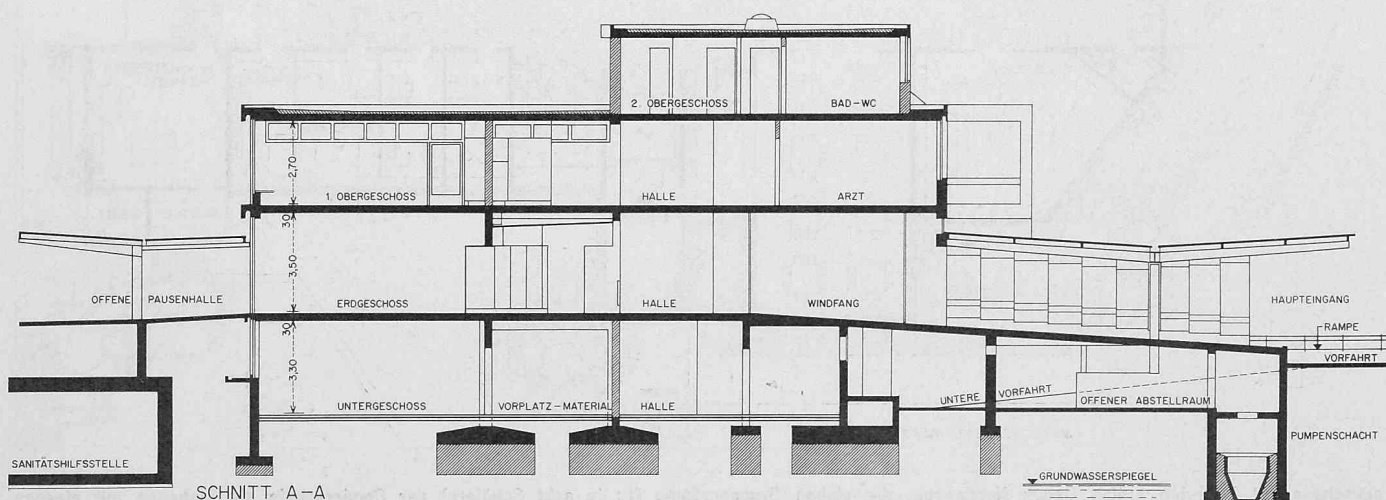 2. OBERGESCHOSS BAD-WC
2,70
1. OBERGESCHOSS HALLE ARZT
30
3,50
OFFENE PAUSENHALLE ERDGESCHOSS HALLE WINDFANG HAUPTEINGANG
30
RAMPE
VORFAHRT
3,30
UNTERGESCHOSS VORPLATZ-MATERIAL HALLE UNTERE VORFAHRT OFFENER ABSTELLRAUM
PUMPENSCHACHT
SANITÄTSHILFSSTELLE
GRUNDWASSERSPIEGEL
SCHNITT A-A